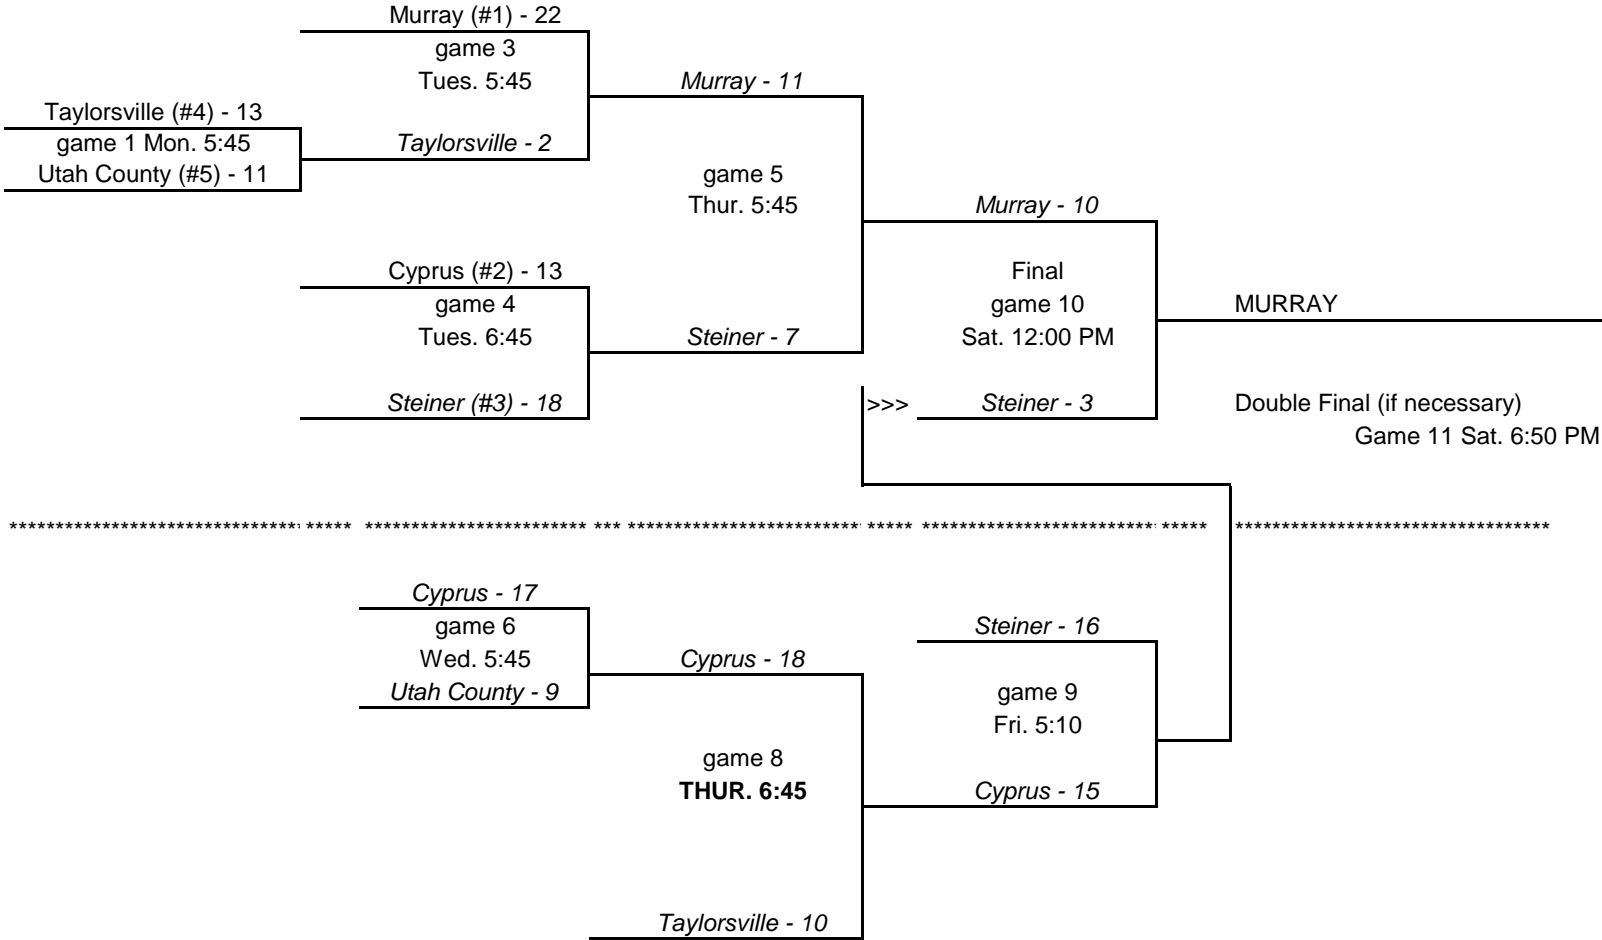 Murray (#1) - 22
game 3
Tues. 5:45
Murray - 11
Taylorsville (#4) - 13
game 1 Mon. 5:45
Taylorsville - 2
Utah County (#5) - 11
game 5
Thur. 5:45
Murray - 10
Cyprus (#2) - 13
Final
game 4
game 10
MURRAY
Tues. 6:45
Steiner - 7
Sat. 12:00 PM
Steiner (#3) - 18
>>>
Steiner - 3
Double Final (if necessary)
Game 11 Sat. 6:50 PM
******************************** ***** ************************ *** ************************** ***** ************************** ***** **********************************
Cyprus - 17
game 6
Steiner - 16
Wed. 5:45
Cyprus - 18
Utah County - 9
game 9
Fri. 5:10
game 8
THUR. 6:45
Cyprus - 15
Taylorsville - 10